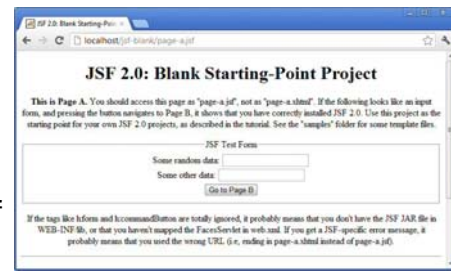 JSF 2.0: Blank Starting-Poin
localhost/jsf-blank/page-a.jsf
JSF 2.0: Blank Starting-Point Project
This is Page A. You should access this page as "page-a.jsf", not as "page-a.xhtml". If the following looks like an input
form, and pressing the button navigates to Page B, it shows that you have correctly installed JSF 2.0. Use this project as the
starting point for your own JSF 2.0 projects, as described in the tutorial. See the "samples" folder for some template files.
JSF Test Form
Some random data:
Some other data:
Go to Page B
If the tags like h:form and h:commandButton are totally ignored, it probably means that you don't have the JSF JAR file in
WEB-INF/lib, or that you haven't mapped the FacesServlet in web.xml. If you get a JSF-specific error message, it
probably means that you used the wrong URL (i.e, ending in page-a.xhtml instead of page-a.jsf).